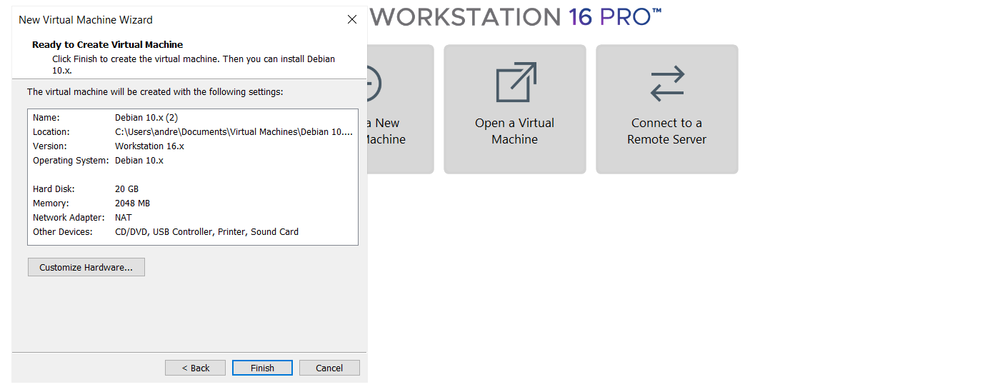 New Virtual Machine Wizard
Ready to Create Virtual Machine
Click Finish to create the virtual machine. Then you can install Debian
10.x.
The virtual machine will be created with the following settings:
Name: Debian 10.x (2)
Location: C:\Users\andre\Documents\Virtual Machines\Debian 10....
Version: Workstation 16.x
Operating System: Debian 10.x
Hard Disk: 20 GB
Memory: 2048 MB
Network Adapter: NAT
Other Devices: CD/DVD, USB Controller, Printer, Sound Card
Customize Hardware...
< Back Finish Cancel
WORKSTATION 16 PRO™
a New
Machine
Open a Virtual
Machine
Connect to a
Remote Server